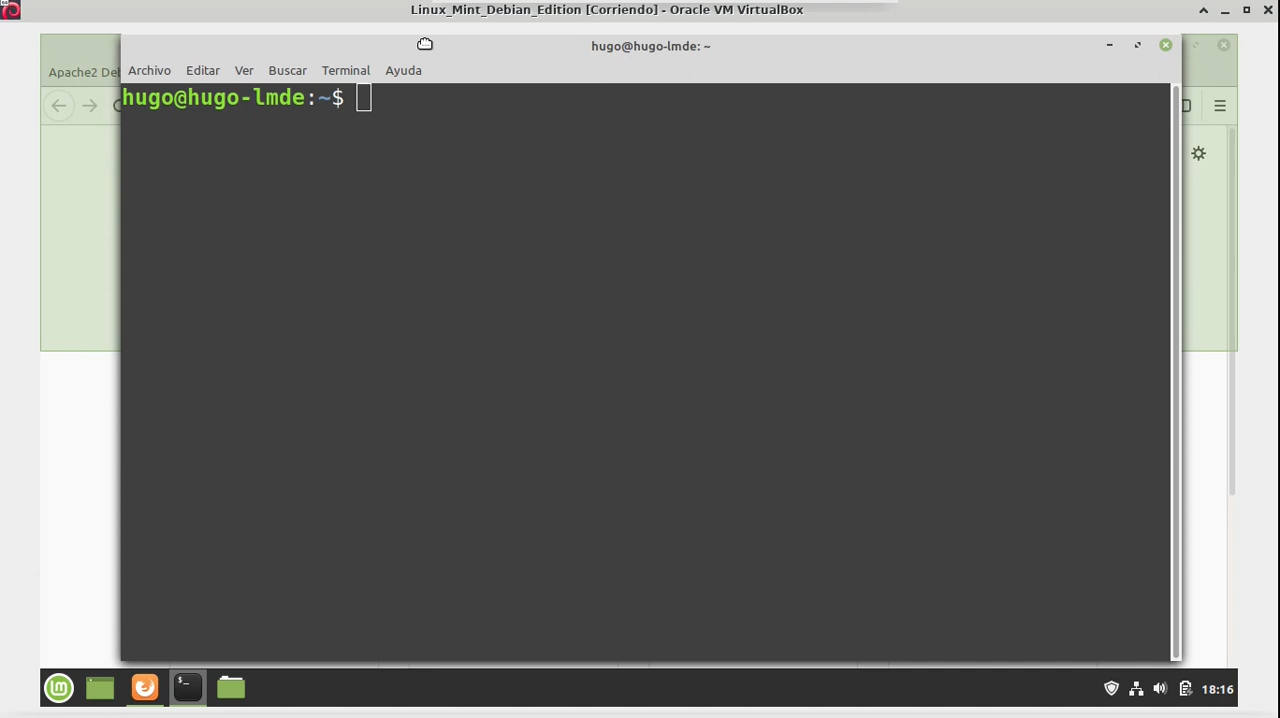 Linux_Mint_Debian_Edition [Corriendo] - Oracle VM VirtualBox
hugo@hugo-lmde: ~
Apache2 Deb
Archivo Editar Ver Buscar Terminal Ayuda
hugo@hugo-lmde:~$
18:16